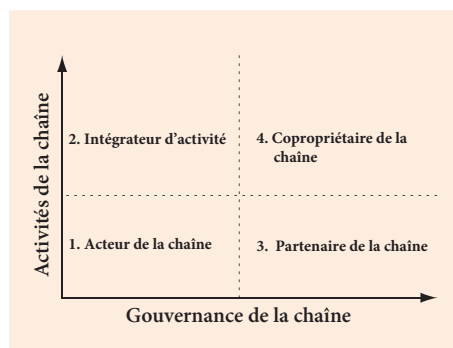 Activités de la chaîne
2. Intégrateur d'activité
4. Copropriétaire de la
chaîne
1. Acteur de la chaîne
3. Partenaire de la chaîne
Gouvernance de la chaîne